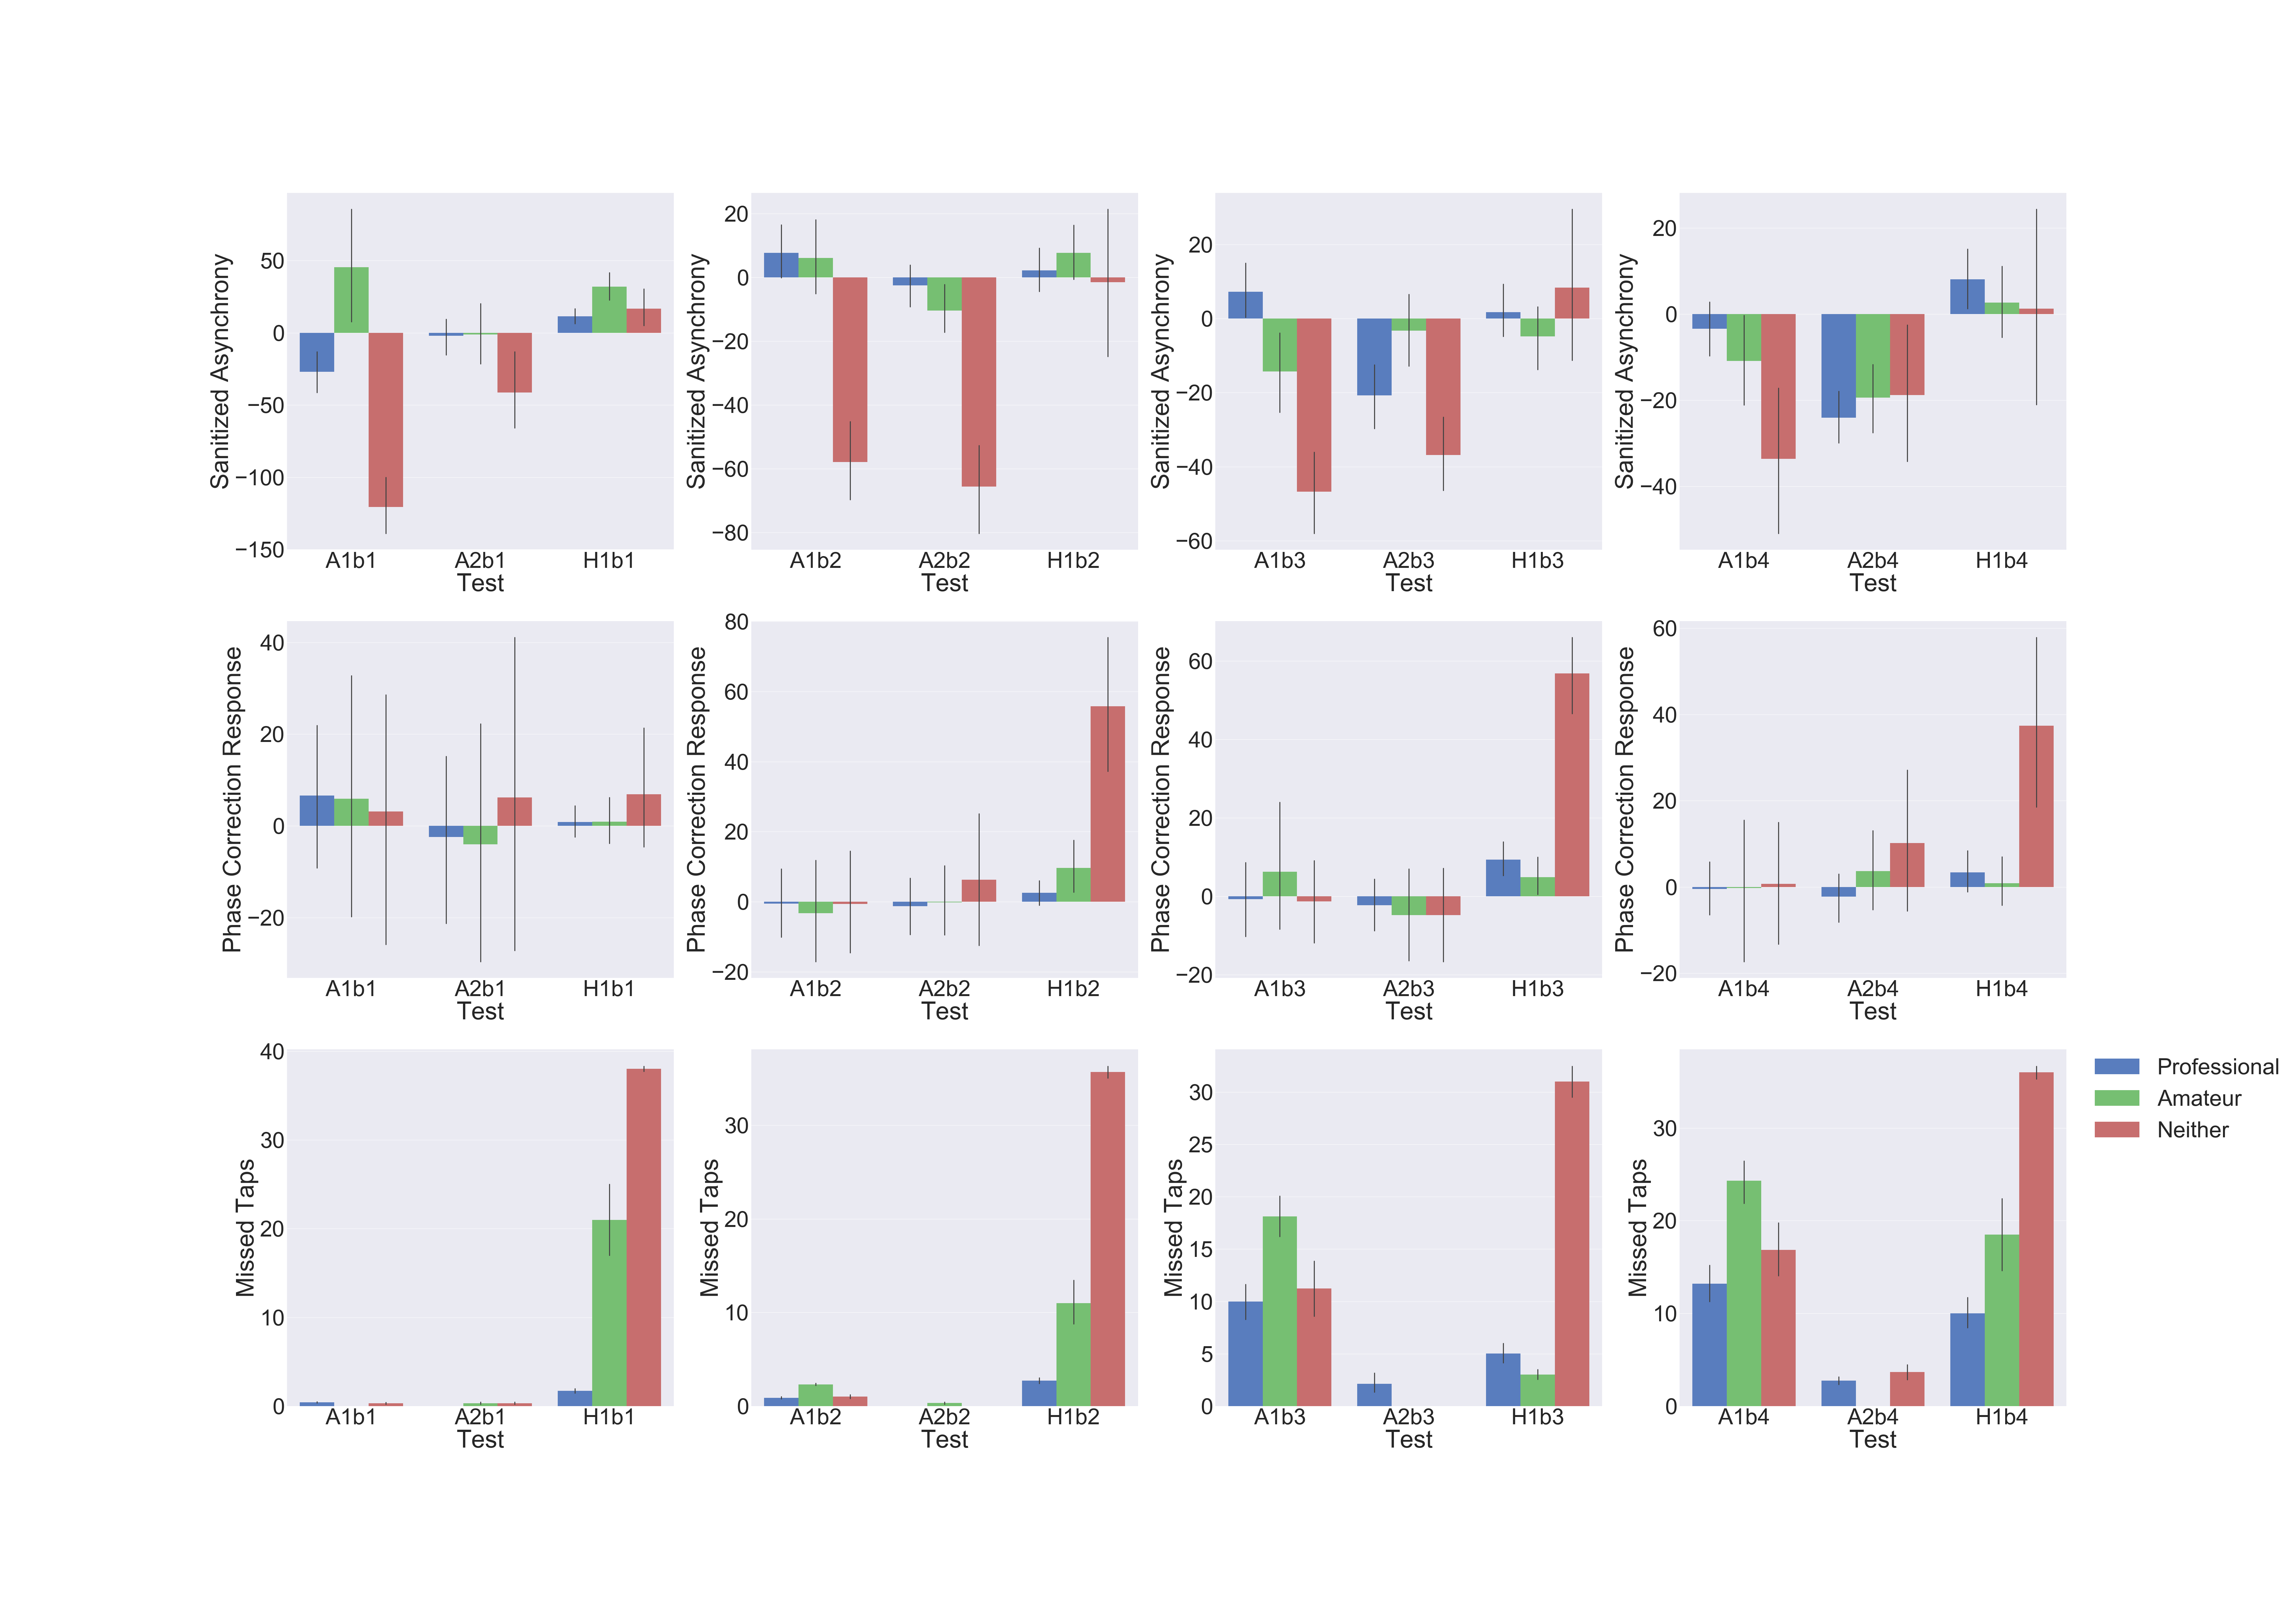 Sanitized Asynchrony
50
0
−50
−100
−150
A1b1 A2b1 H1b1
Test
Sanitized Asynchrony
20
0
−20
−40
−60
−80
A1b2 A2b2 H1b2
Test
Sanitized Asynchrony
20
0
−20
−40
−60
A1b3 A2b3 H1b3
Test
Sanitized Asynchrony
20
0
−20
−40
A1b4 A2b4 H1b4
Test
Phase Correction Response
40
20
0
−20
A1b1 A2b1 H1b1
Test
Phase Correction Response
80
60
40
20
0
−20
A1b2 A2b2 H1b2
Test
Phase Correction Response
60
40
20
0
−20
A1b3 A2b3 H1b3
Test
Phase Correction Response
60
40
20
0
−20
A1b4 A2b4 H1b4
Test
Missed Taps
40
30
20
10
0
A1b1 A2b1 H1b1
Test
Missed Taps
30
20
10
0
A1b2 A2b2 H1b2
Test
Missed Taps
30
25
20
15
10
5
0
A1b3 A2b3 H1b3
Test
Missed Taps
30
20
10
0
A1b4 A2b4 H1b4
Test
Professional
Amateur
Neither